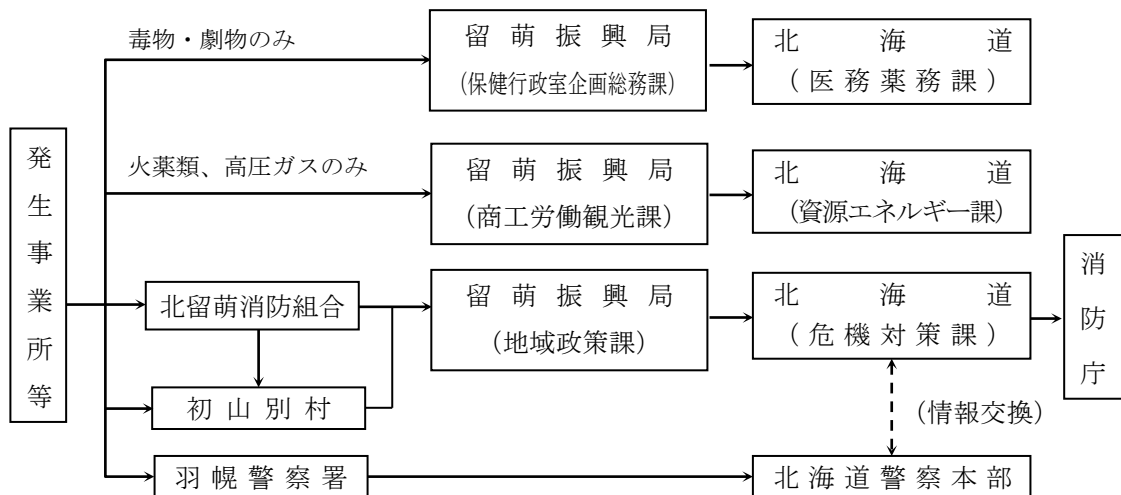 毒物・劇物のみ
留萌振興局
(保健行政室企画総務課)
北海道
(医務薬務課)
発生事業所等
火薬類、高圧ガスのみ
留萌振興局
(商工労働観光課)
北海道
(資源エネルギー課)
北留萌消防組合
留萌振興局
(地域政策課)
北海道
(危機対策課)
消防庁
初山別村
(情報交換)
羽幌警察署
北海道警察本部